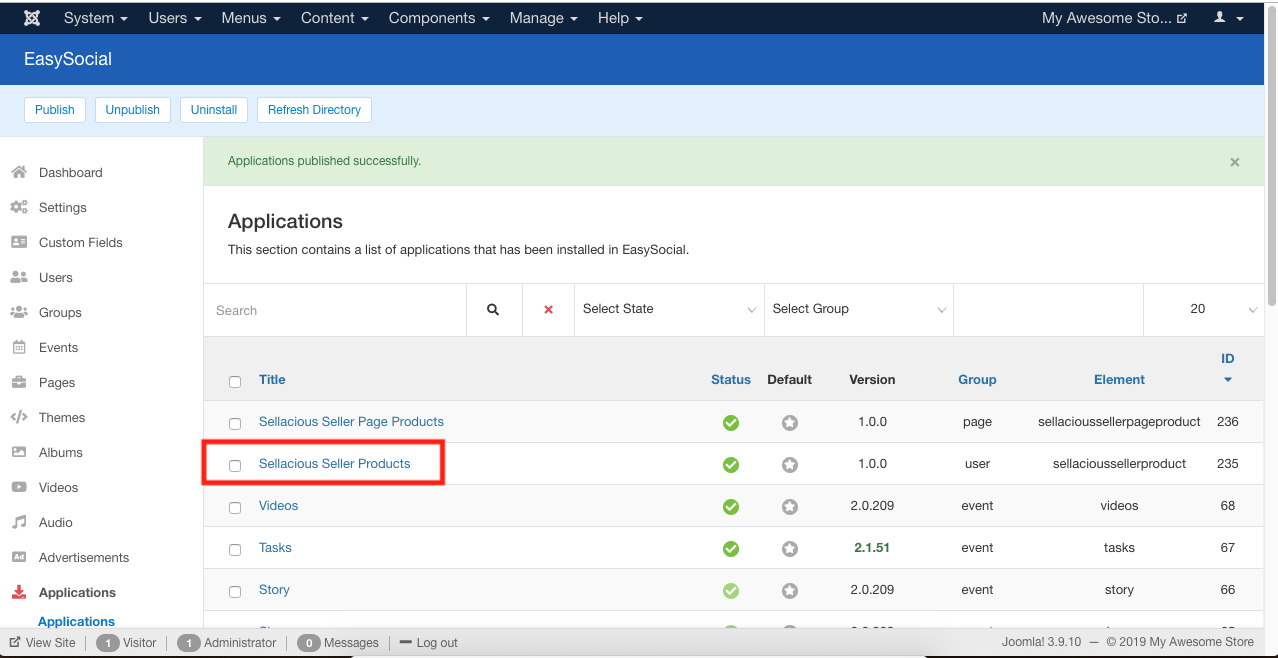 System Users Menus Content Components Manage Help My Awesome Sto...
EasySocial
Publish Unpublish Uninstall Refresh Directory
Applications published successfully. ×
Dashboard
Settings
Custom Fields
Users
Groups
Events
Pages
Themes
Albums
Videos
Audio
Ad Advertisements
Applications
Applications
Applications
This section contains a list of applications that has been installed in EasySocial.
Search Select State Select Group 20
ID
Title Status Default Version Group Element
Sellacious Seller Page Products 1.0.0 page sellacioussellerpageproduct 236
Sellacious Seller Products 1.0.0 user sellacioussellerproduct 235
Videos 2.0.209 event videos 68
Tasks 2.1.51 event tasks 67
Story 2.0.209 event story 66
View Site 1 Visitor 1 Administrator 0 Messages Log out Joomla! 3.9.10 — © 2019 My Awesome Store